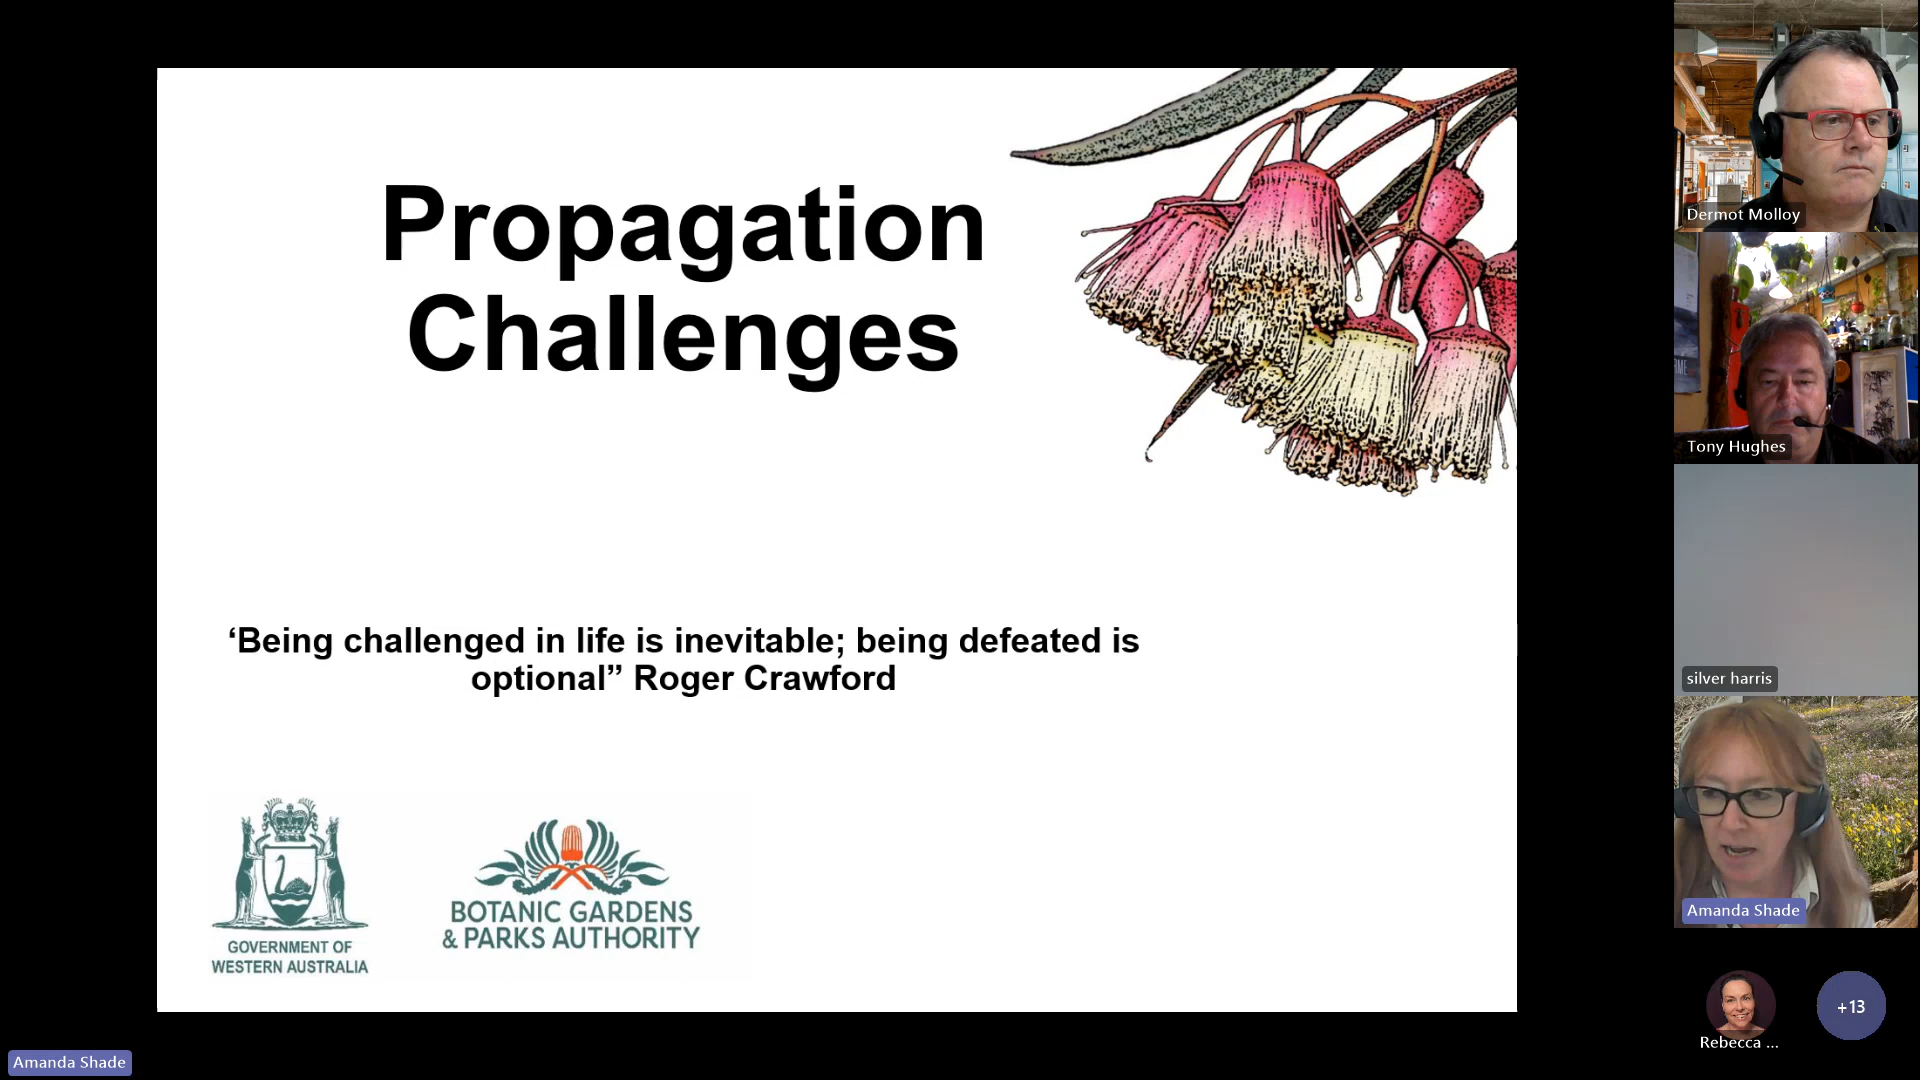 Propagation
Challenges
‘Being challenged in life is inevitable; being defeated is
optional” Roger Crawford
GOVERNMENT OF
WESTERN AUSTRALIA
BOTANIC GARDENS
& PARKS AUTHORITY
Dermot Molloy
Tony Hughes
silver harris
Amanda Shade
Rebecca ...
+13
Amanda Shade